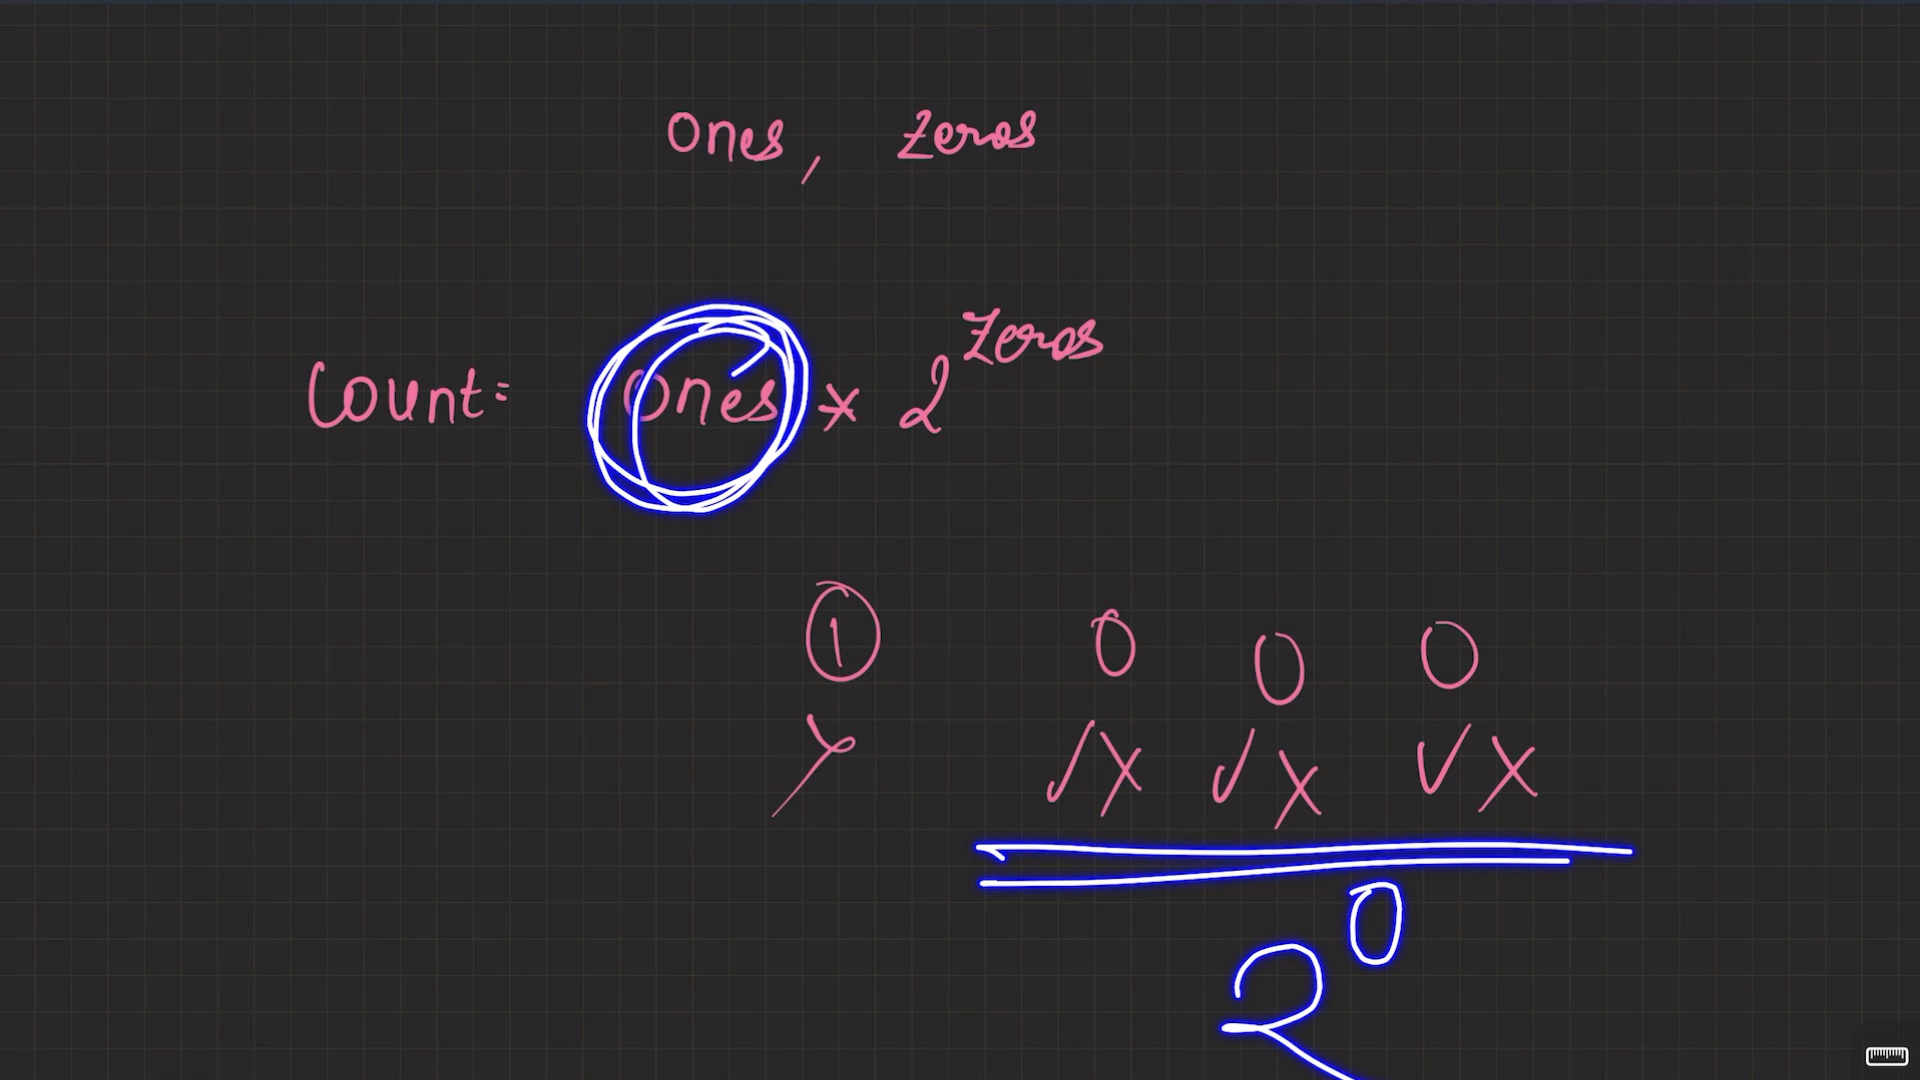 Ones, Zeros
Count= Ones * 2^Zeros
1 0 0 0
✓X ✓X ✓X
2^0